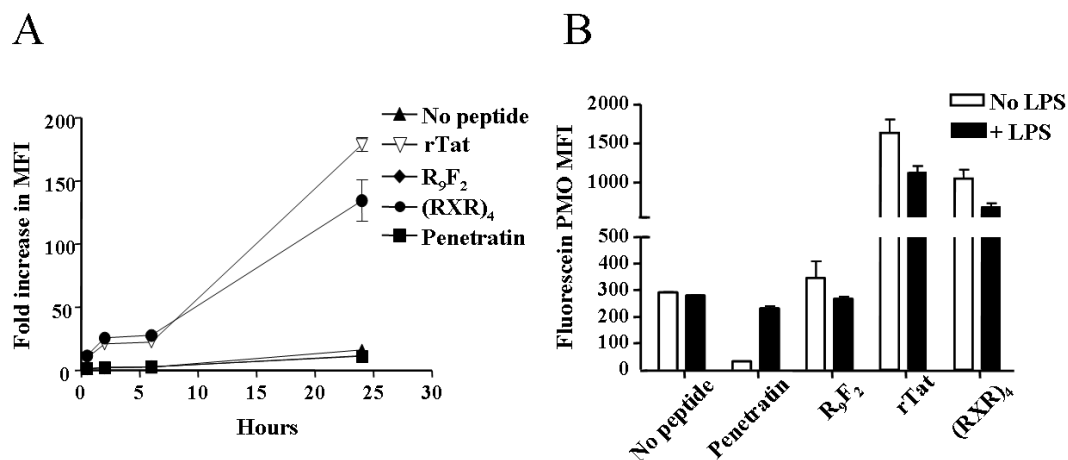 A
Fold increase in MFI
200
150
100
50
0
0 5 10 15 20 25 30
Hours
No peptide
rTat
R₉F₂
(RXR)₄
Penetratin
B
Fluorescein PMO MFI
2000
1500
1000
500
400
300
200
100
0
No LPS
+ LPS
No peptide
Penetratin
R₉F₂
rTat
(RXR)₄